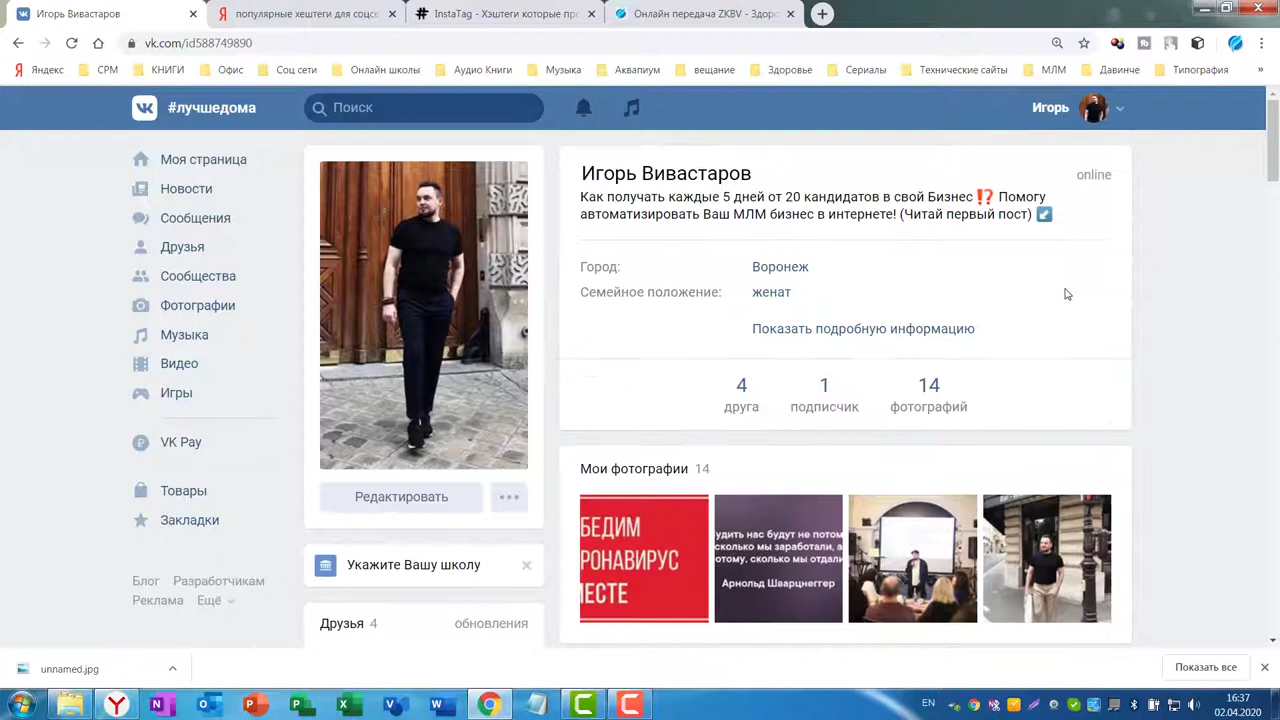 Игорь Вивастаров
популярные хештеги для соцсе
InstaTag - Хэштеги которые
Онлайн передача ZKBV - Здоро
vk.com/id588749890
Яндекс СРМ КНИГИ Офис Соц сети Онлайн школы Аудио Книги Музыка Аквапиум вещание Здоровье Сериалы Технические сайты МЛМ Давинче Типография »
#лучшедома
Поиск
Игорь
Моя страница
Новости
Сообщения
Друзья
Сообщества
Фотографии
Музыка
Видео
Игры
VK Pay
Товары
Закладки
Блог Разработчикам
Реклама Ещё
Редактировать
Укажите Вашу школу
Друзья 4 обновления
Игорь Вивастаров
online
Как получать каждые 5 дней от 20 кандидатов в свой Бизнес ⁉️ Помогу
автоматизировать Ваш МЛМ бизнес в интернете! (Читай первый пост) ↙️
Город: Воронеж
Семейное положение: женат
Показать подробную информацию
4 1 14
друга подписчик фотографий
Мои фотографии 14
БЕДИМ
РОНАВИРУС
МЕСТЕ
удить нас будут не потом
сколько мы заработали, а
тому, сколько мы отдали
Арнольд Шварцнеггер
unnamed.jpg
Показать все
EN
16:37
02.04.2020